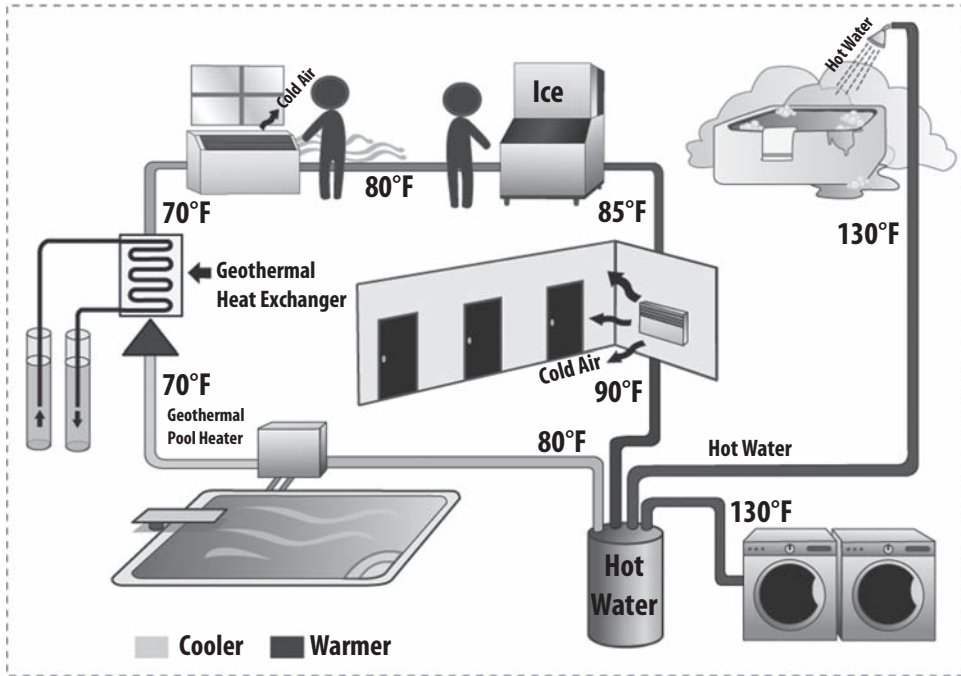 Hot Water
Cold Air
Ice
80°F
70°F
85°F
130°F
Geothermal
Heat Exchanger
Cold Air
70°F
90°F
Geothermal
Pool Heater
80°F
Hot Water
130°F
Hot
Water
Cooler
Warmer